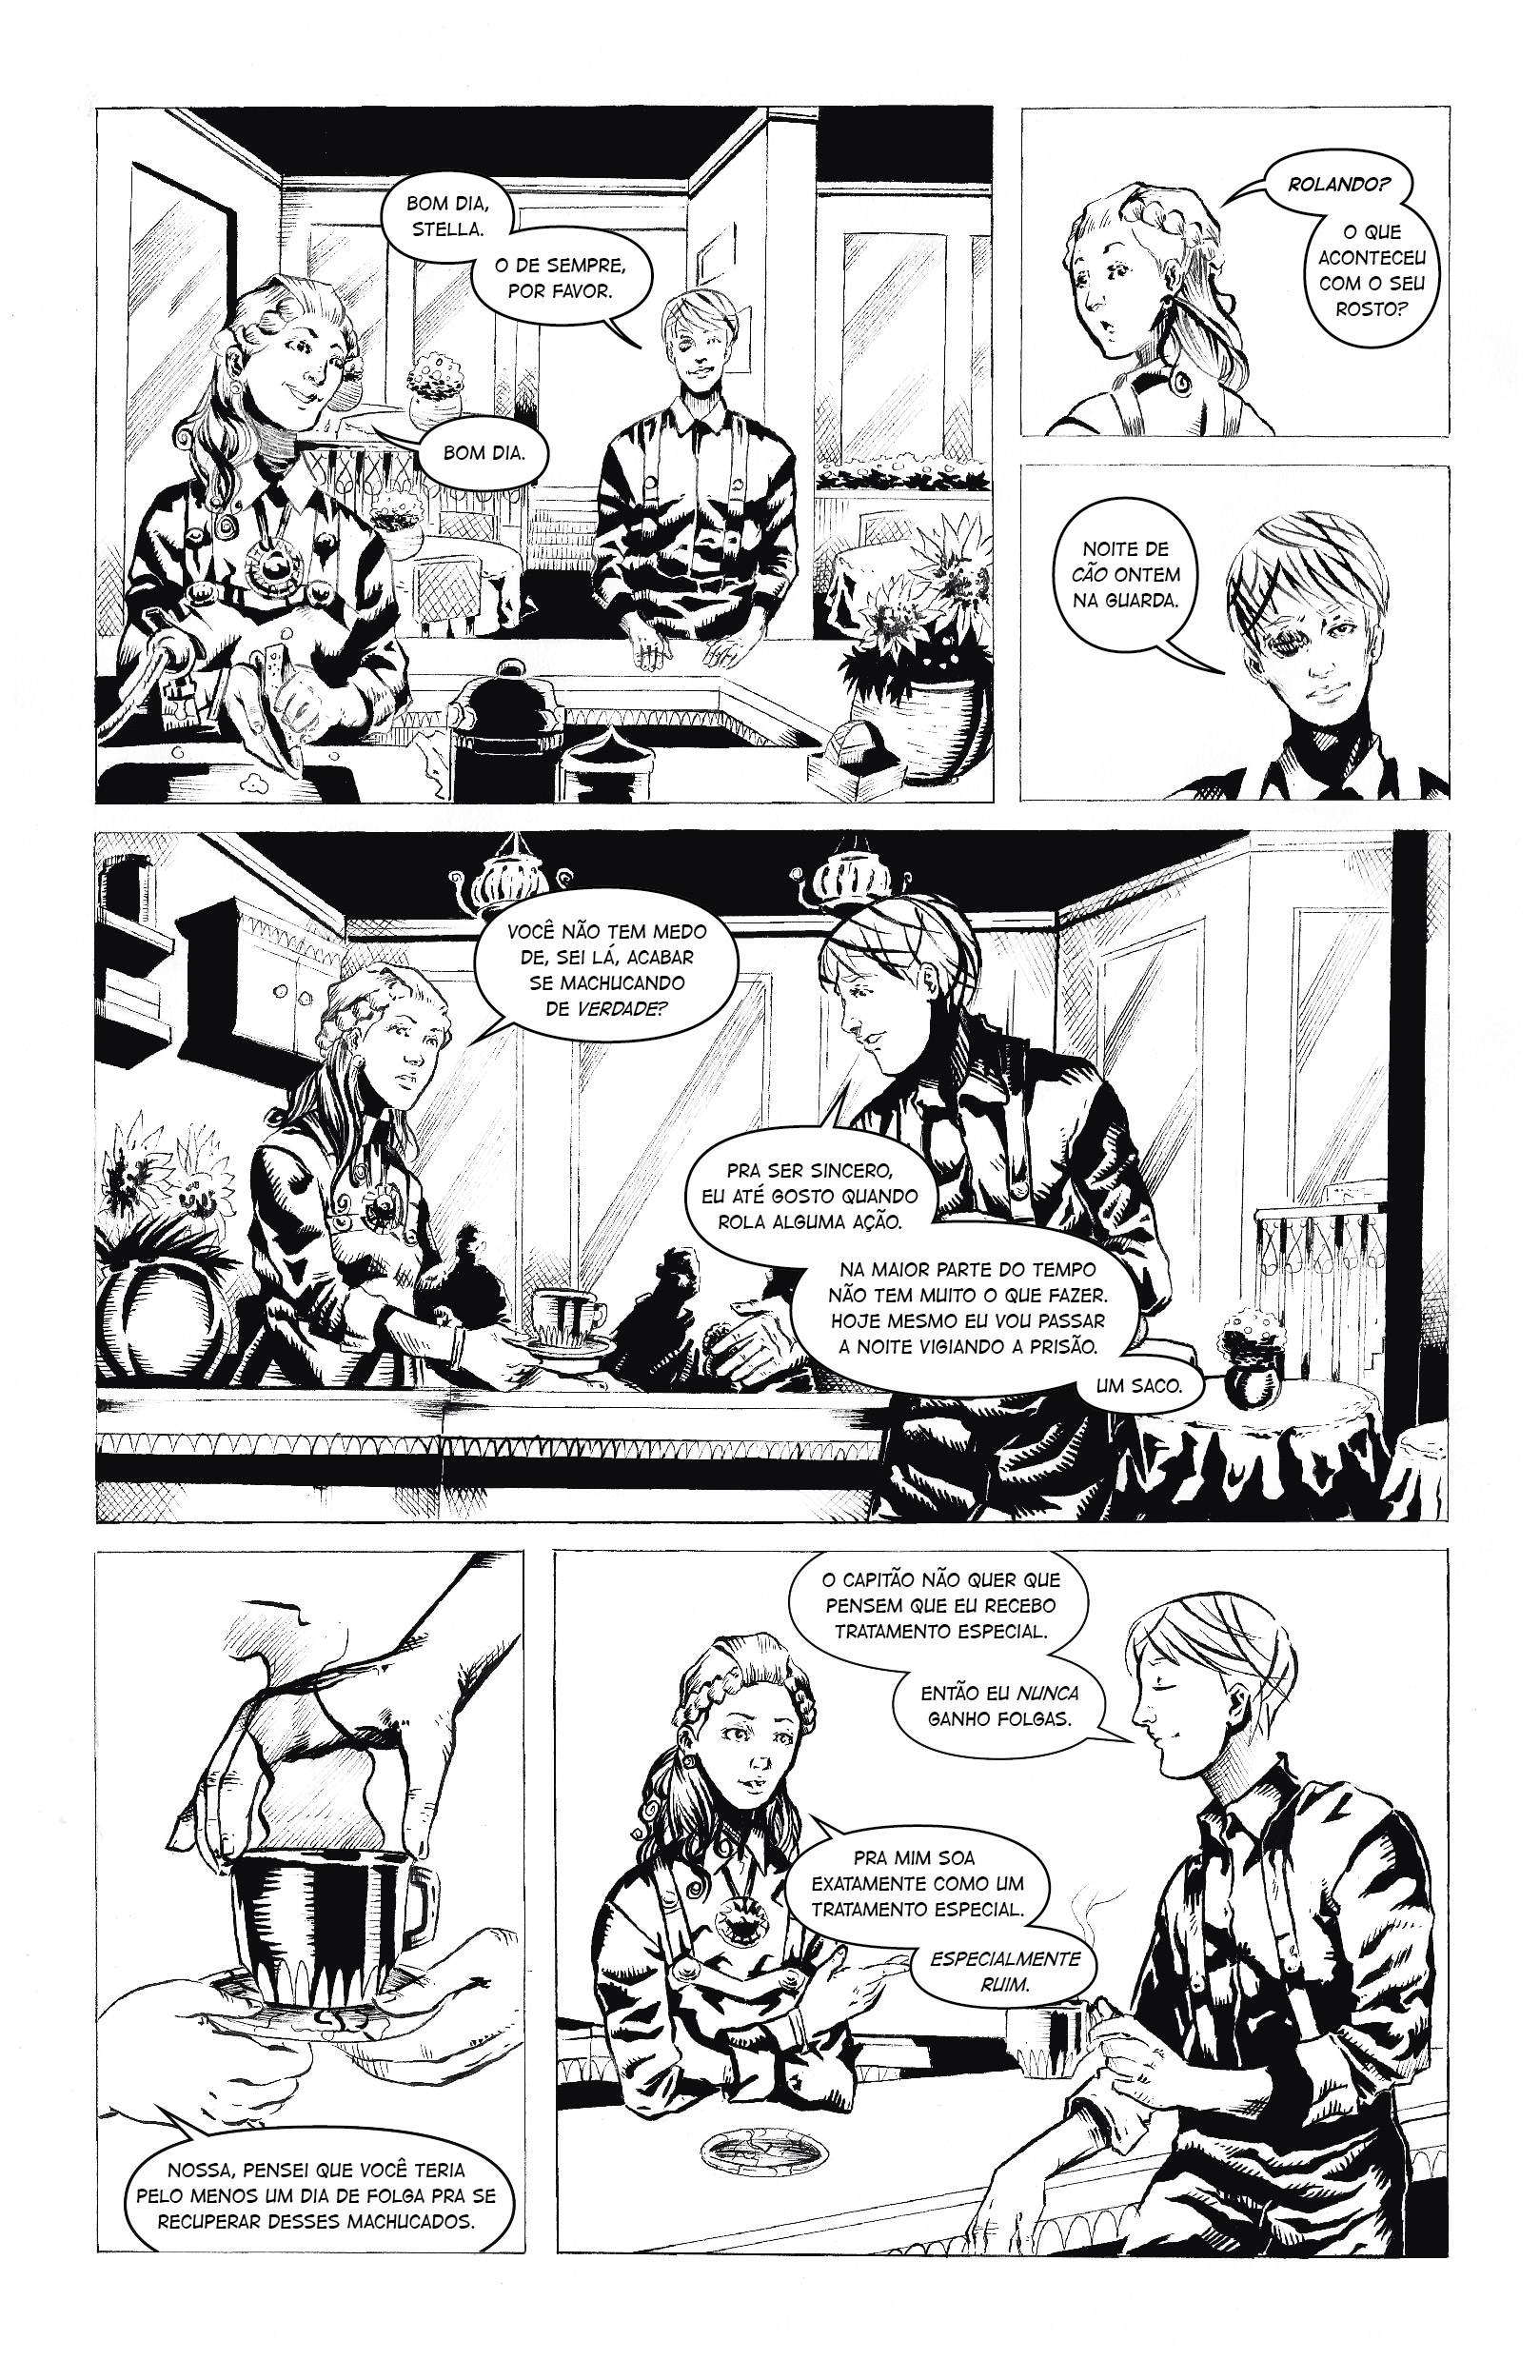 BOM DIA,
STELLA.
O DE SEMPRE,
POR FAVOR.
BOM DIA.
ROLANDO?
O QUE
ACONTECEU
COM O SEU
ROSTO?
NOITE DE
CÃO ONTEM
NA GUARDA.
VOCÊ NÃO TEM MEDO
DE, SEI LÁ, ACABAR
SE MACHUCANDO
DE VERDADE?
PRA SER SINCERO,
EU ATÉ GOSTO QUANDO
ROLA ALGUMA AÇÃO.
NA MAIOR PARTE DO TEMPO
NÃO TEM MUITO O QUE FAZER.
HOJE MESMO EU VOU PASSAR
A NOITE VIGIANDO A PRISÃO.
UM SACO.
NOSSA, PENSEI QUE VOCÊ TERIA
PELO MENOS UM DIA DE FOLGA PRA SE
RECUPERAR DESSES MACHUCADOS.
O CAPITÃO NÃO QUER QUE
PENSEM QUE EU RECEBO
TRATAMENTO ESPECIAL.
ENTÃO EU NUNCA
GANHO FOLGAS.
PRA MIM SOA
EXATAMENTE COMO UM
TRATAMENTO ESPECIAL.
ESPECIALMENTE
RUIM.